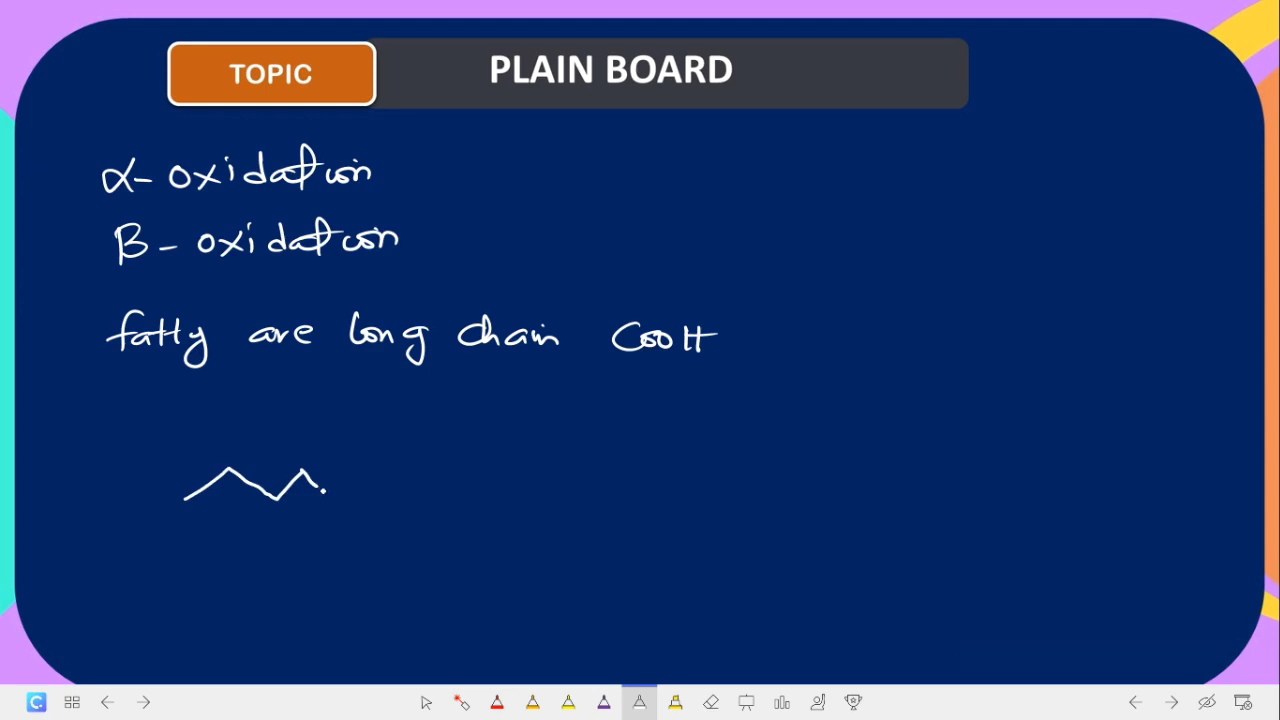 TOPIC
PLAIN BOARD
α- oxidation
β - oxidation
fatty are long chain COOH